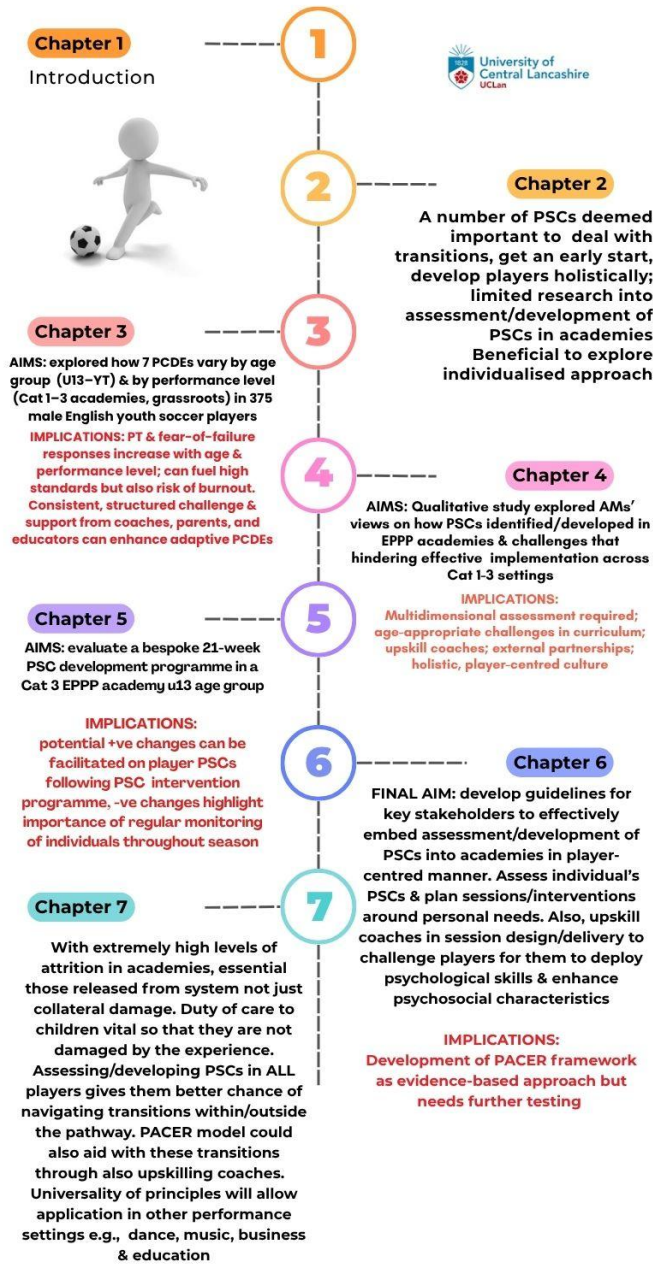 Chapter 1
1
Introduction
1828
University of
Central Lancashire
UCLan
2
Chapter 2
A number of PSCs deemed
important to deal with
transitions, get an early start,
develop players holistically;
limited research into
assessment/development of
PSCs in academies
Beneficial to explore
individualised approach
Chapter 3
3
AIMS: explored how 7 PCDEs vary by age
group (U13–YT) & by performance level
(Cat 1–3 academies, grassroots) in 375
male English youth soccer players
IMPLICATIONS: PT & fear-of-failure
responses increase with age &
performance level; can fuel high
standards but also risk of burnout.
Consistent, structured challenge &
support from coaches, parents, and
educators can enhance adaptive PCDEs
4
Chapter 4
AIMS: Qualitative study explored AMs’
views on how PSCs identified/developed in
EPPP academies & challenges that
hindering effective implementation across
Cat 1-3 settings
IMPLICATIONS:
Multidimensional assessment required;
age-appropriate challenges in curriculum;
upskill coaches; external partnerships;
holistic, player-centred culture
Chapter 5
5
AIMS: evaluate a bespoke 21-week
PSC development programme in a
Cat 3 EPPP academy u13 age group
IMPLICATIONS:
potential +ve changes can be
facilitated on player PSCs
following PSC intervention
programme, -ve changes highlight
importance of regular monitoring
of individuals throughout season
6
Chapter 6
FINAL AIM: develop guidelines for
key stakeholders to effectively
embed assessment/development of
PSCs into academies in player-
centred manner. Assess individual’s
PSCs & plan sessions/interventions
around personal needs. Also, upskill
coaches in session design/delivery to
challenge players for them to deploy
psychological skills & enhance
psychosocial characteristics
IMPLICATIONS:
Development of PACER framework
as evidence-based approach but
needs further testing
Chapter 7
7
With extremely high levels of
attrition in academies, essential
those released from system not just
collateral damage. Duty of care to
children vital so that they are not
damaged by the experience.
Assessing/developing PSCs in ALL
players gives them better chance of
navigating transitions within/outside
the pathway. PACER model could
also aid with these transitions
through also upskilling coaches.
Universality of principles will allow
application in other performance
settings e.g., dance, music, business
& education